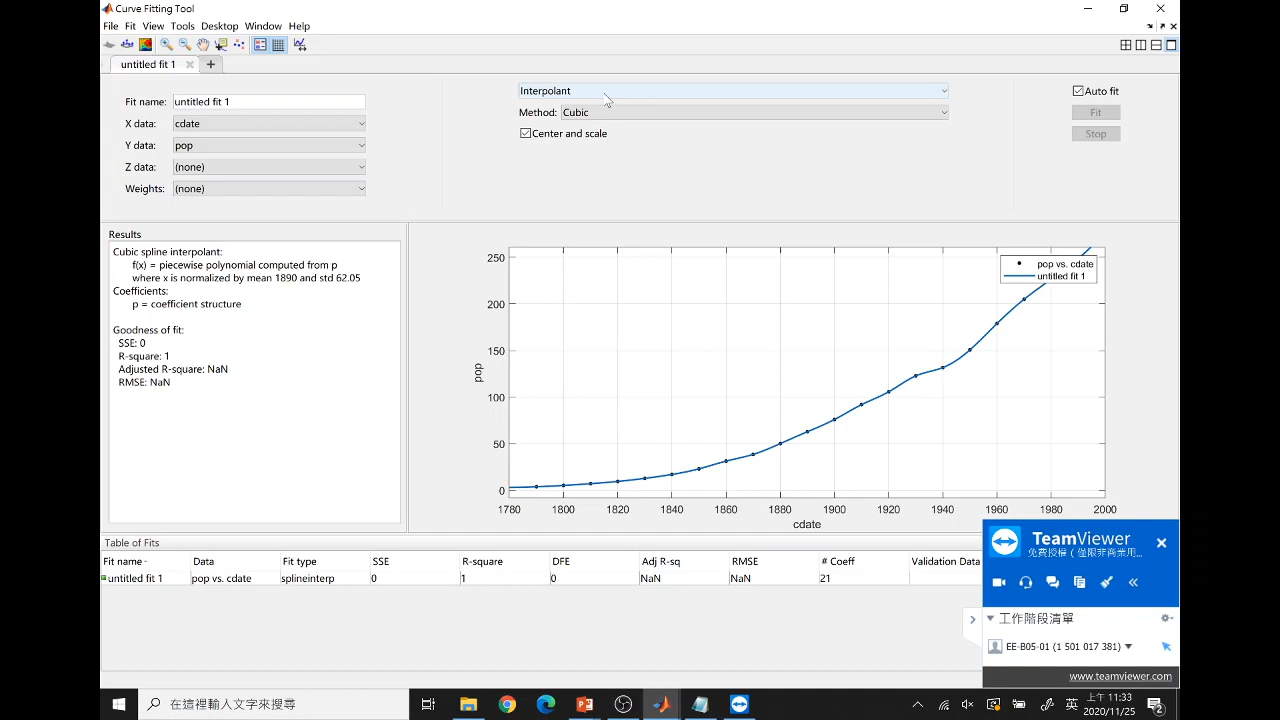 Curve Fitting Tool
File Fit View Tools Desktop Window Help
untitled fit 1
Fit name: untitled fit 1
X data: cdate
Y data: pop
Z data: (none)
Weights: (none)
Interpolant
Method: Cubic
Center and scale
Auto fit
Fit
Stop
Results
Cubic spline interpolant:
f(x) = piecewise polynomial computed from p
where x is normalized by mean 1890 and std 62.05
Coefficients:
p = coefficient structure
Goodness of fit:
SSE: 0
R-square: 1
Adjusted R-square: NaN
RMSE: NaN
pop vs. cdate
untitled fit 1
250
200
150
100
50
0
pop
1780 1800 1820 1840 1860 1880 1900 1920 1940 1960 1980 2000
cdate
Table of Fits
Fit name Data Fit type SSE R-square DFE Adj R-sq RMSE # Coeff Validation Data
untitled fit 1 pop vs. cdate splineinterp 0 1 0 NaN NaN 21
TeamViewer
免費授權（僅限非商業用...
工作階段清單
EE-B05-01 (1 501 017 381)
www.teamviewer.com
在這裡輸入文字來搜尋
英
上午 11:33
2020/11/25
2